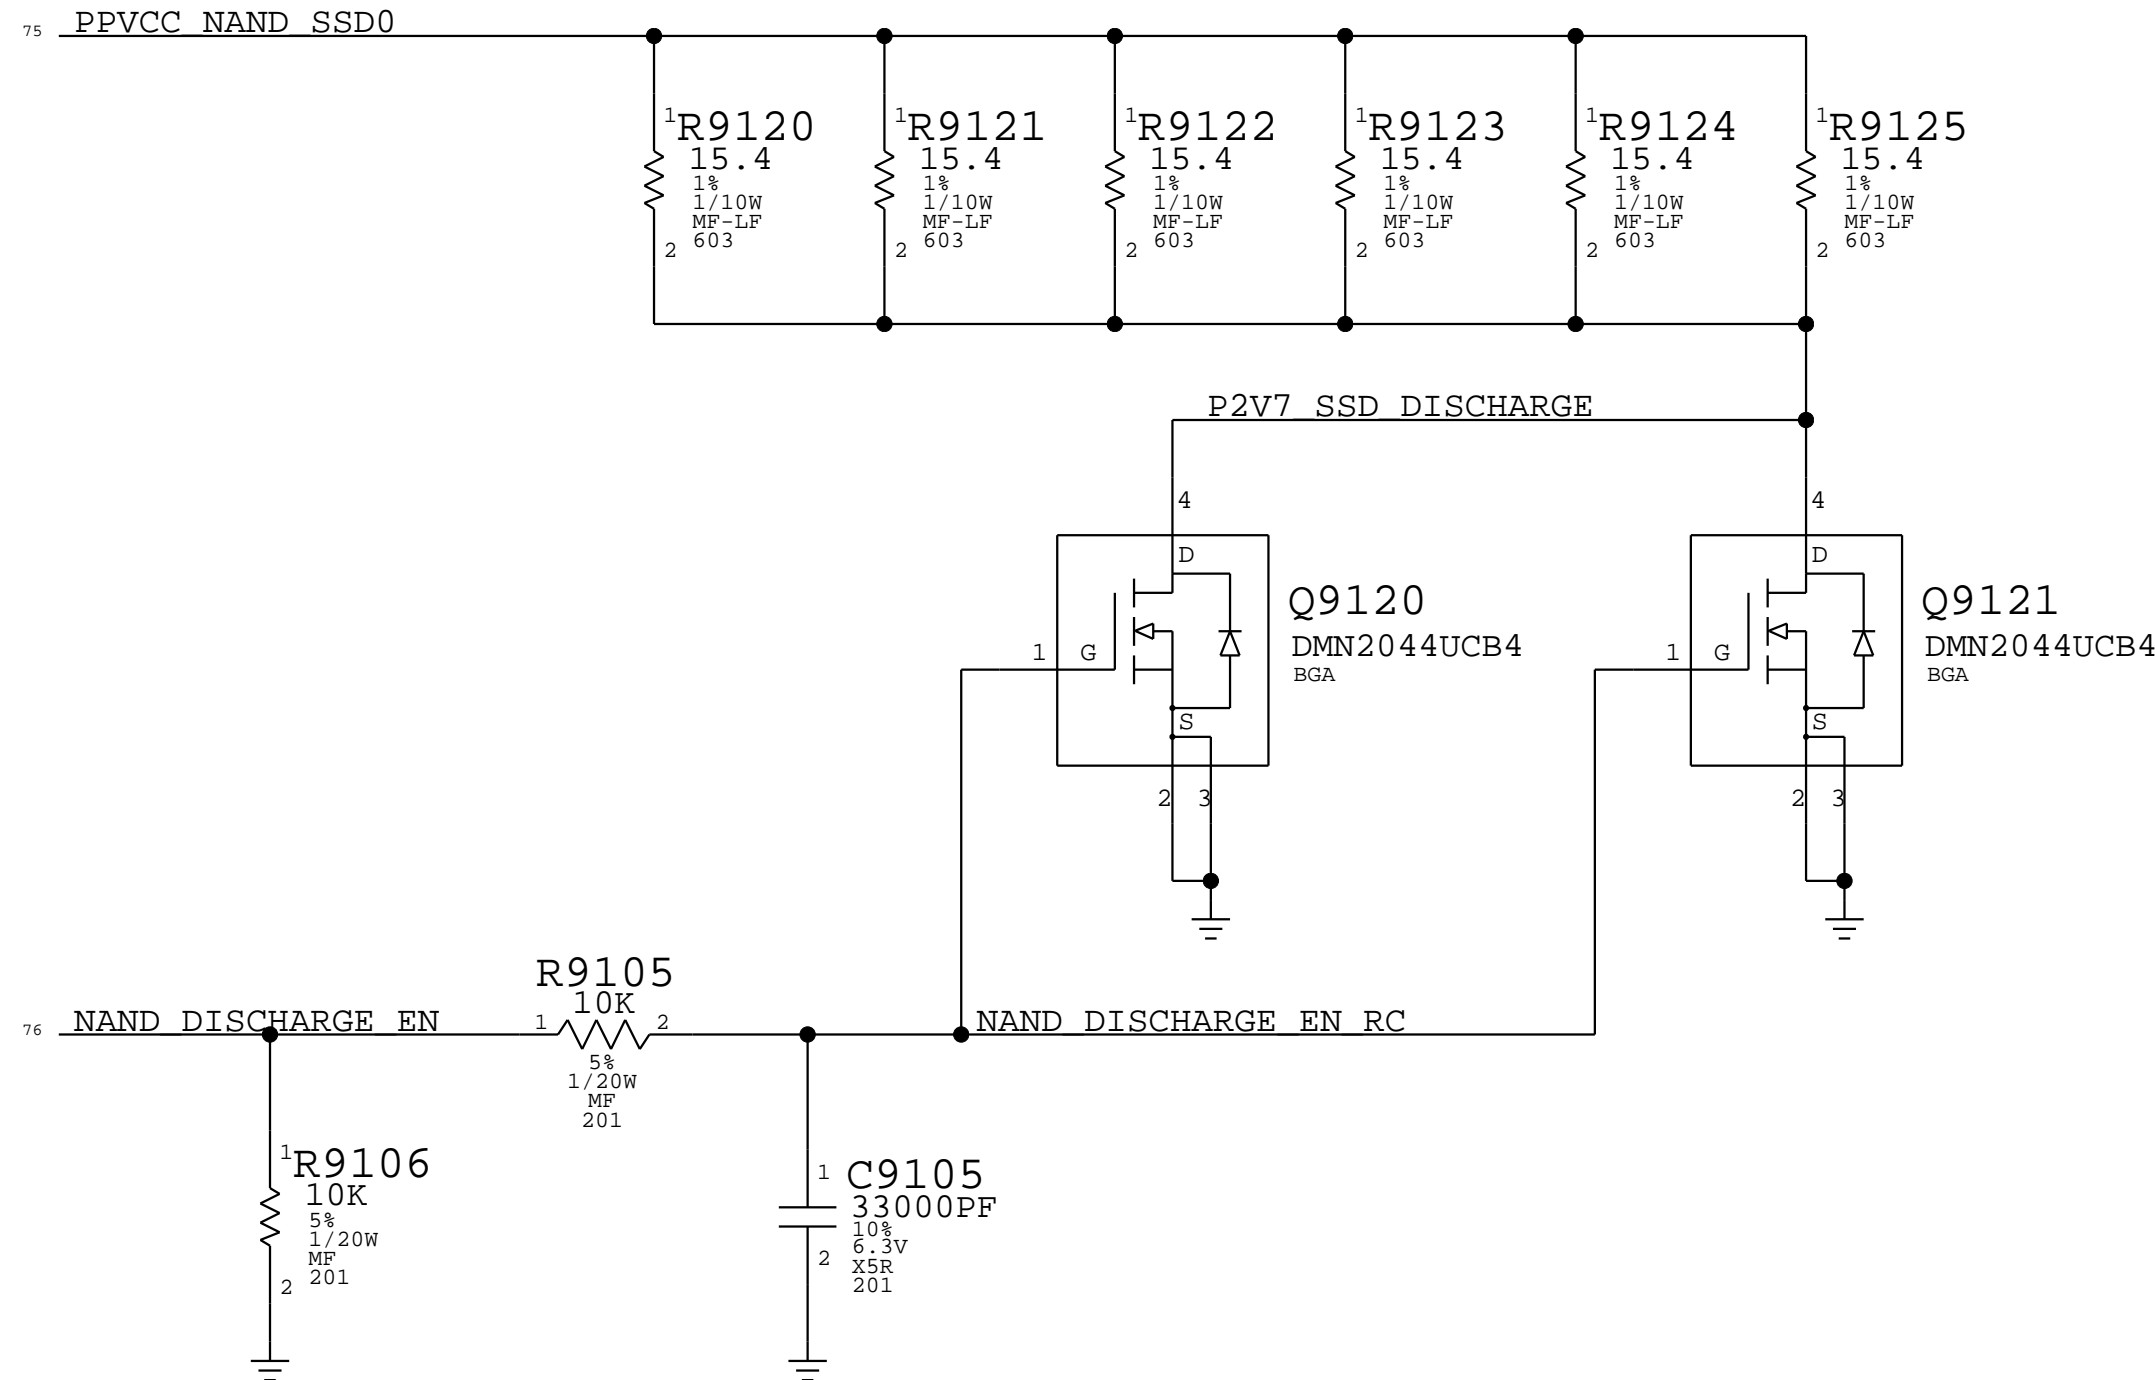 75 PPVCC_NAND_SSD0
1 R9120
15.4
1%
1/10W
MF-LF
603
2
1 R9121
15.4
1%
1/10W
MF-LF
603
2
1 R9122
15.4
1%
1/10W
MF-LF
603
2
1 R9123
15.4
1%
1/10W
MF-LF
603
2
1 R9124
15.4
1%
1/10W
MF-LF
603
2
1 R9125
15.4
1%
1/10W
MF-LF
603
2
P2V7_SSD_DISCHARGE
4
D
1 G
S
2 3
Q9120
DMN2044UCB4
BGA
4
D
1 G
S
2 3
Q9121
DMN2044UCB4
BGA
76 NAND_DISCHARGE_EN
R9105
10K
1 2
5%
1/20W
MF
201
NAND_DISCHARGE_EN_RC
1 R9106
10K
5%
1/20W
MF
201
2
1 C9105
33000PF
10%
6.3V
2
X5R
201